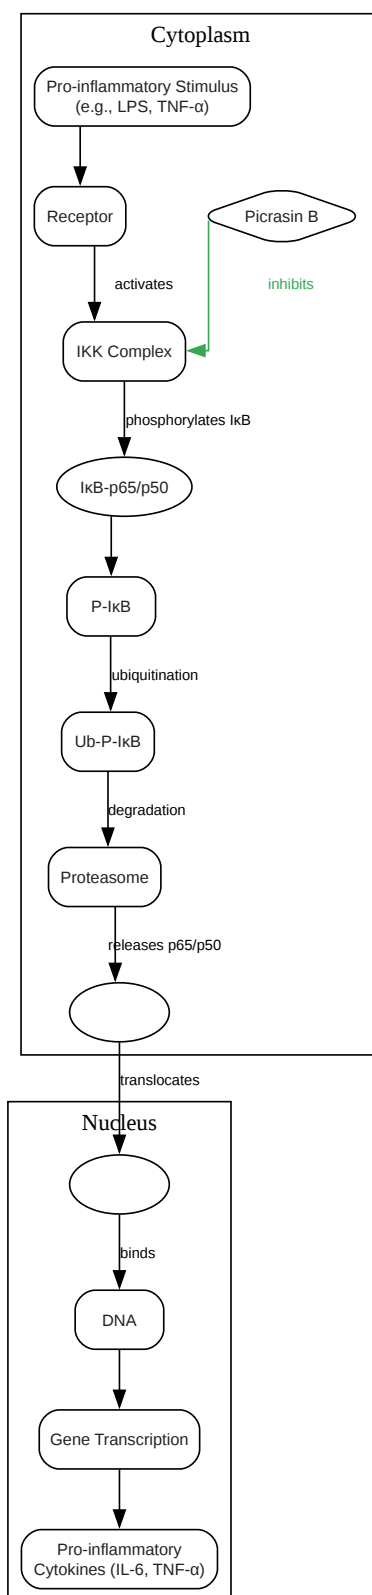 Cytoplasm
Pro-inflammatory Stimulus
(e.g., LPS, TNF-α)
Receptor
Picrasin B
activates
inhibits
IKK Complex
phosphorylates IκB
IκB-p65/p50
P-IκB
ubiquitination
Ub-P-IκB
degradation
Proteasome
releases p65/p50
translocates
Nucleus
binds
DNA
Gene Transcription
Pro-inflammatory
Cytokines (IL-6, TNF-α)